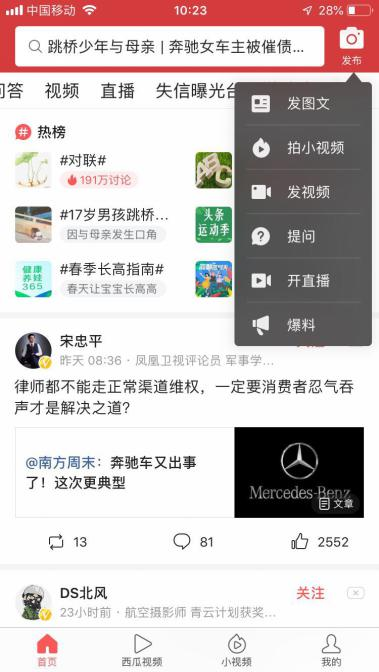 中国移动 10:23 28%
跳桥少年与母亲 | 奔驰女车主被催债...
发布
问答 视频 直播 失信曝光台
发图文
拍小视频
发视频
提问
开直播
爆料
热榜
#对联#
191万讨论
ABC
#17岁男孩跳桥...
因与母亲发生口角
头条
运动季
健康
养娃
365
#春季长高指南#
春天让宝宝长高高
宋忠平
昨天 08:36 · 凤凰卫视评论员 军事学...
律师都不能走正常渠道维权，一定要消费者忍气吞
声才是解决之道？
@南方周末：奔驰车又出事
了！这次更典型
Mercedes-Benz
文章
13 81 2552
DS北风
关注
23小时前 · 航空摄影师 青云计划获奖...
首页 西瓜视频 小视频 我的